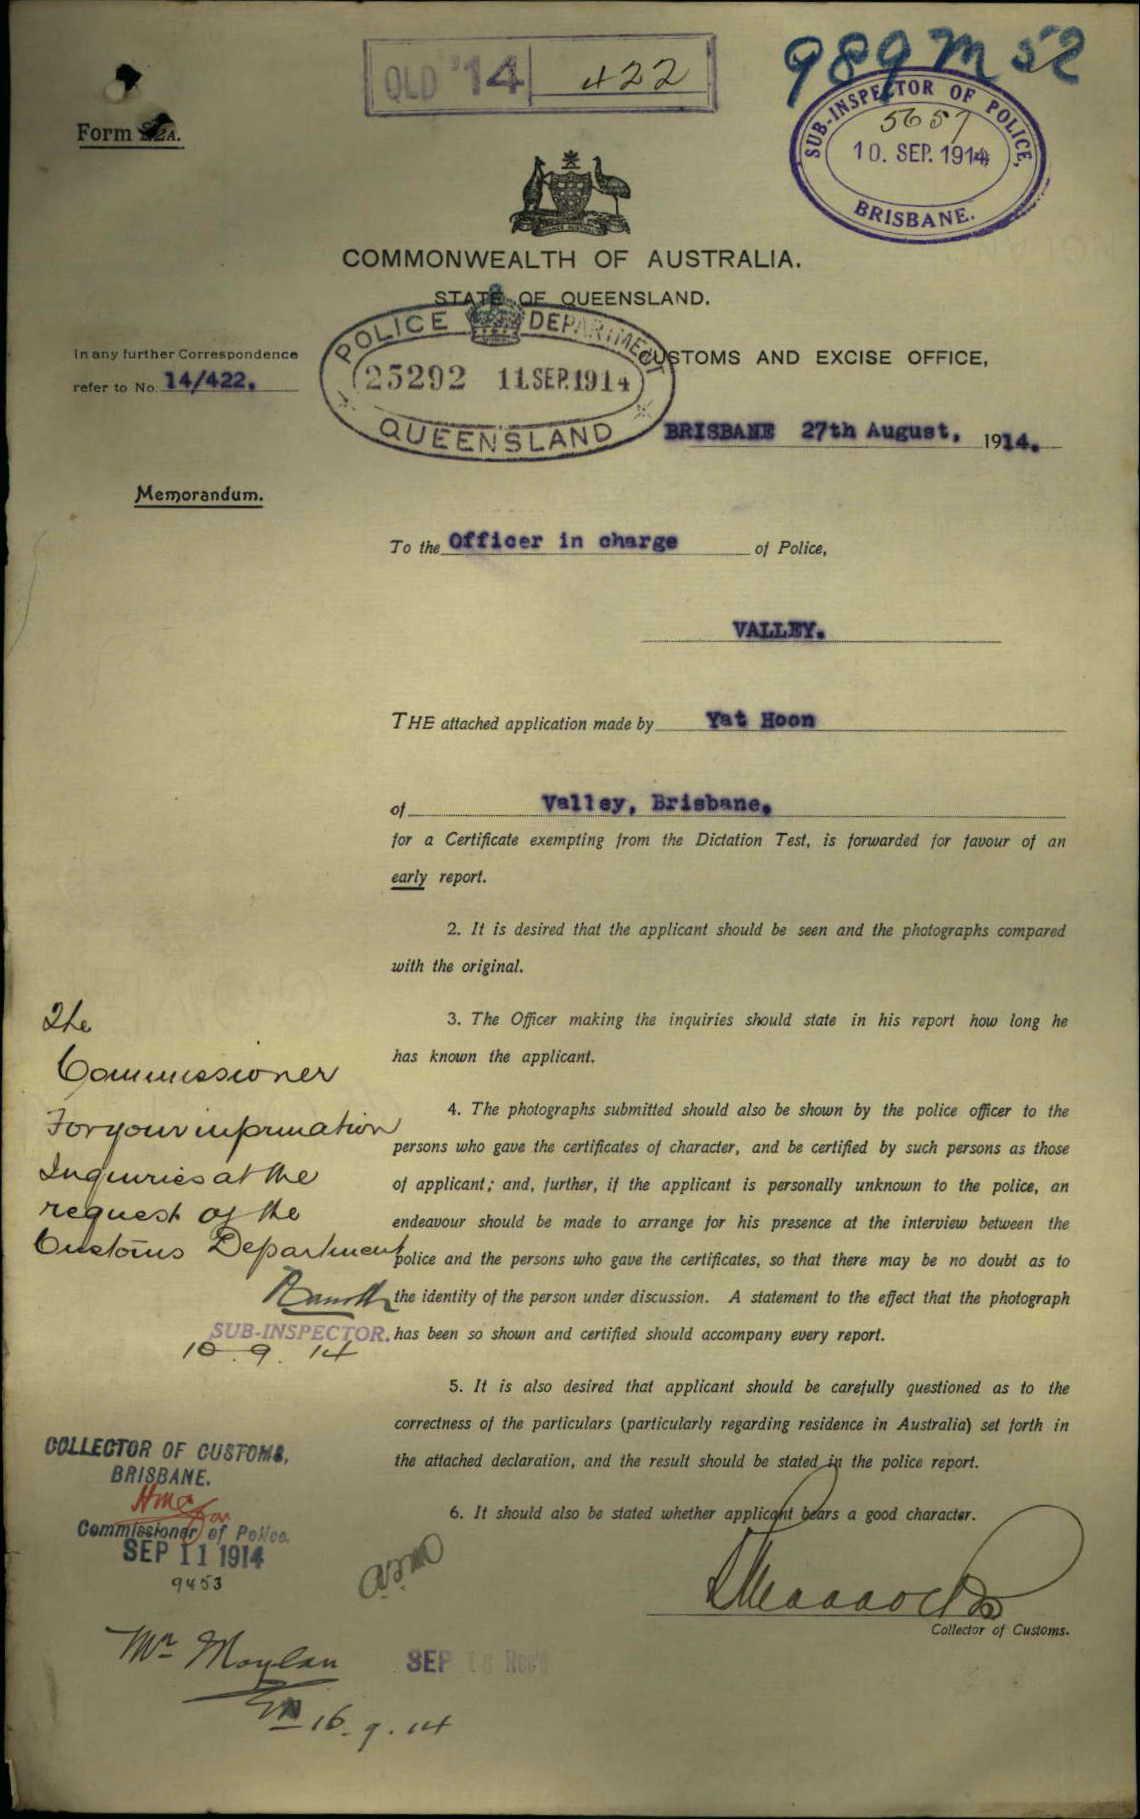 QLD '14 422
989 M 52
SUB-INSPECTOR OF POLICE,
5657
10. SEP. 1914
BRISBANE.
Form 22A.
COMMONWEALTH OF AUSTRALIA.
STATE OF QUEENSLAND.
POLICE DEPARTMENT
25292 11.SEP.1914
QUEENSLAND
In any further Correspondence
refer to No. 14/422.
CUSTOMS AND EXCISE OFFICE,
BRISBANE 27th August, 1914.
Memorandum.
To the Officer in charge of Police,
VALLEY.
THE attached application made by Yat Hoon
of Valley, Brisbane.
for a Certificate exempting from the Dictation Test, is forwarded for favour of an
early report.
2. It is desired that the applicant should be seen and the photographs compared
with the original.
3. The Officer making the inquiries should state in his report how long he
has known the applicant.
4. The photographs submitted should also be shown by the police officer to the
persons who gave the certificates of character, and be certified by such persons as those
of applicant; and, further, if the applicant is personally unknown to the police, an
endeavour should be made to arrange for his presence at the interview between the
police and the persons who gave the certificates, so that there may be no doubt as to
the identity of the person under discussion. A statement to the effect that the photograph
has been so shown and certified should accompany every report.
5. It is also desired that applicant should be carefully questioned as to the
correctness of the particulars (particularly regarding residence in Australia) set forth in
the attached declaration, and the result should be stated in the police report.
6. It should also be stated whether applicant bears a good character.
Collector of Customs.
The
Commissioner
For your information
Inquiries at the
request of the
Customs Department
SUB-INSPECTOR.
10.9.14
COLLECTOR OF CUSTOMS,
BRISBANE.
for
Commissioner of Police.
SEP 11 1914
9453
Mr Moylan
SEP Recd
16.9.14